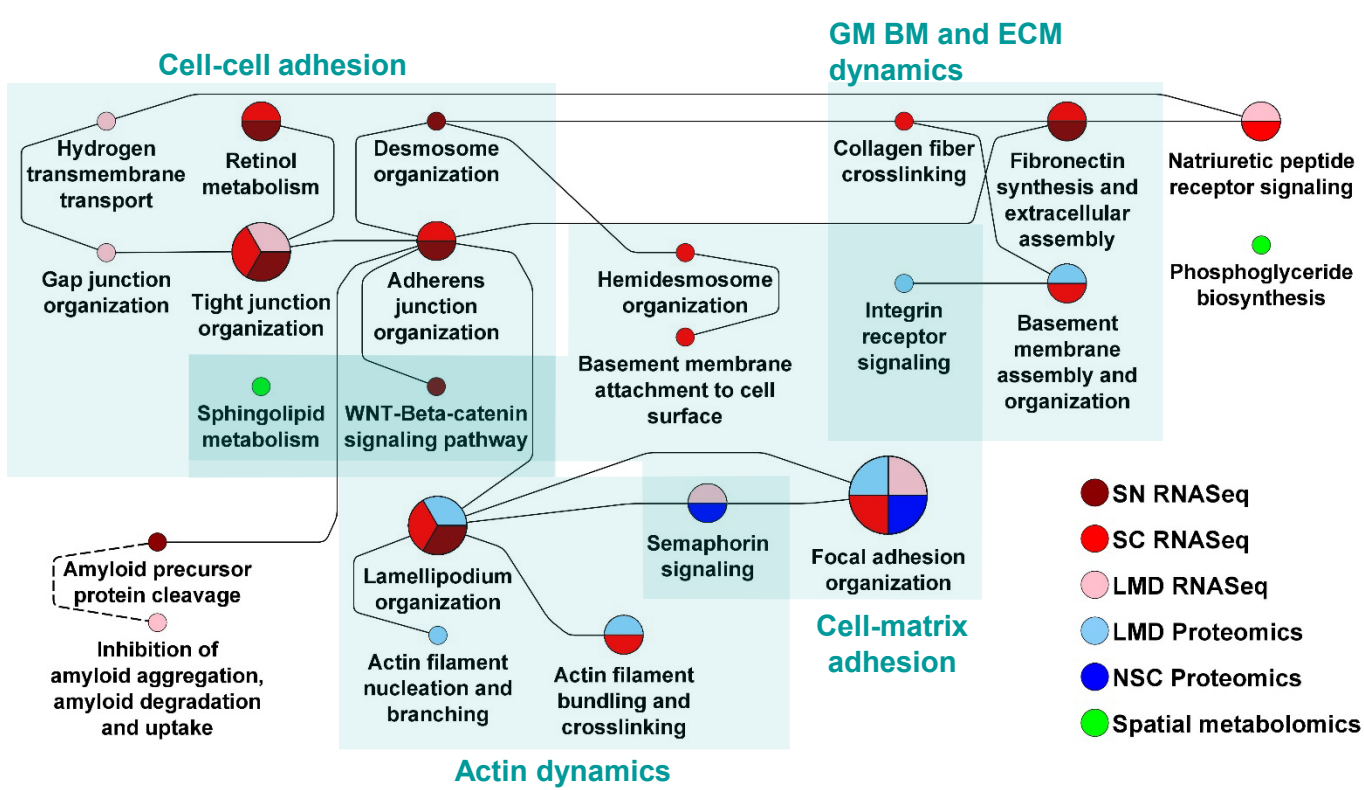 GM BM and ECM
dynamics
Cell-cell adhesion
Hydrogen
transmembrane
transport
Retinol
metabolism
Desmosome
organization
Collagen fiber
crosslinking
Fibronectin
synthesis and
extracellular
assembly
Natriuretic peptide
receptor signaling
Gap junction
organization
Tight junction
organization
Adherens
junction
organization
Hemidesmosome
organization
Integrin
receptor
signaling
Basement
membrane
assembly and
organization
Phosphoglyceride
biosynthesis
Basement membrane
attachment to cell
surface
Sphingolipid
metabolism
WNT-Beta-catenin
signaling pathway
Amyloid precursor
protein cleavage
Inhibition of
amyloid aggregation,
amyloid degradation
and uptake
Lamellipodium
organization
Semaphorin
signaling
Focal adhesion
organization
Actin filament
nucleation and
branching
Actin filament
bundling and
crosslinking
Cell-matrix
adhesion
Actin dynamics
SN RNASeq
SC RNASeq
LMD RNASeq
LMD Proteomics
NSC Proteomics
Spatial metabolomics